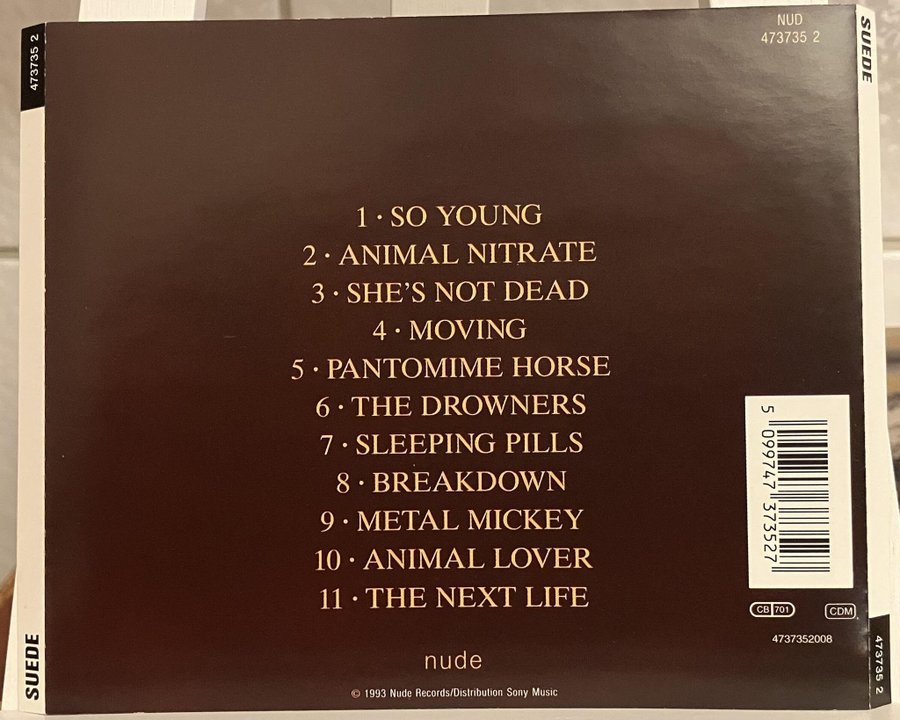 473735 2
SUEDE
NUD
473735 2
1 · SO YOUNG
2 · ANIMAL NITRATE
3 · SHE'S NOT DEAD
4 · MOVING
5 · PANTOMIME HORSE
6 · THE DROWNERS
7 · SLEEPING PILLS
8 · BREAKDOWN
9 · METAL MICKEY
10 · ANIMAL LOVER
11 · THE NEXT LIFE
5 099747 373527
CB 701
CDM
4737352008
nude
© 1993 Nude Records/Distribution Sony Music
SUEDE
473735 2